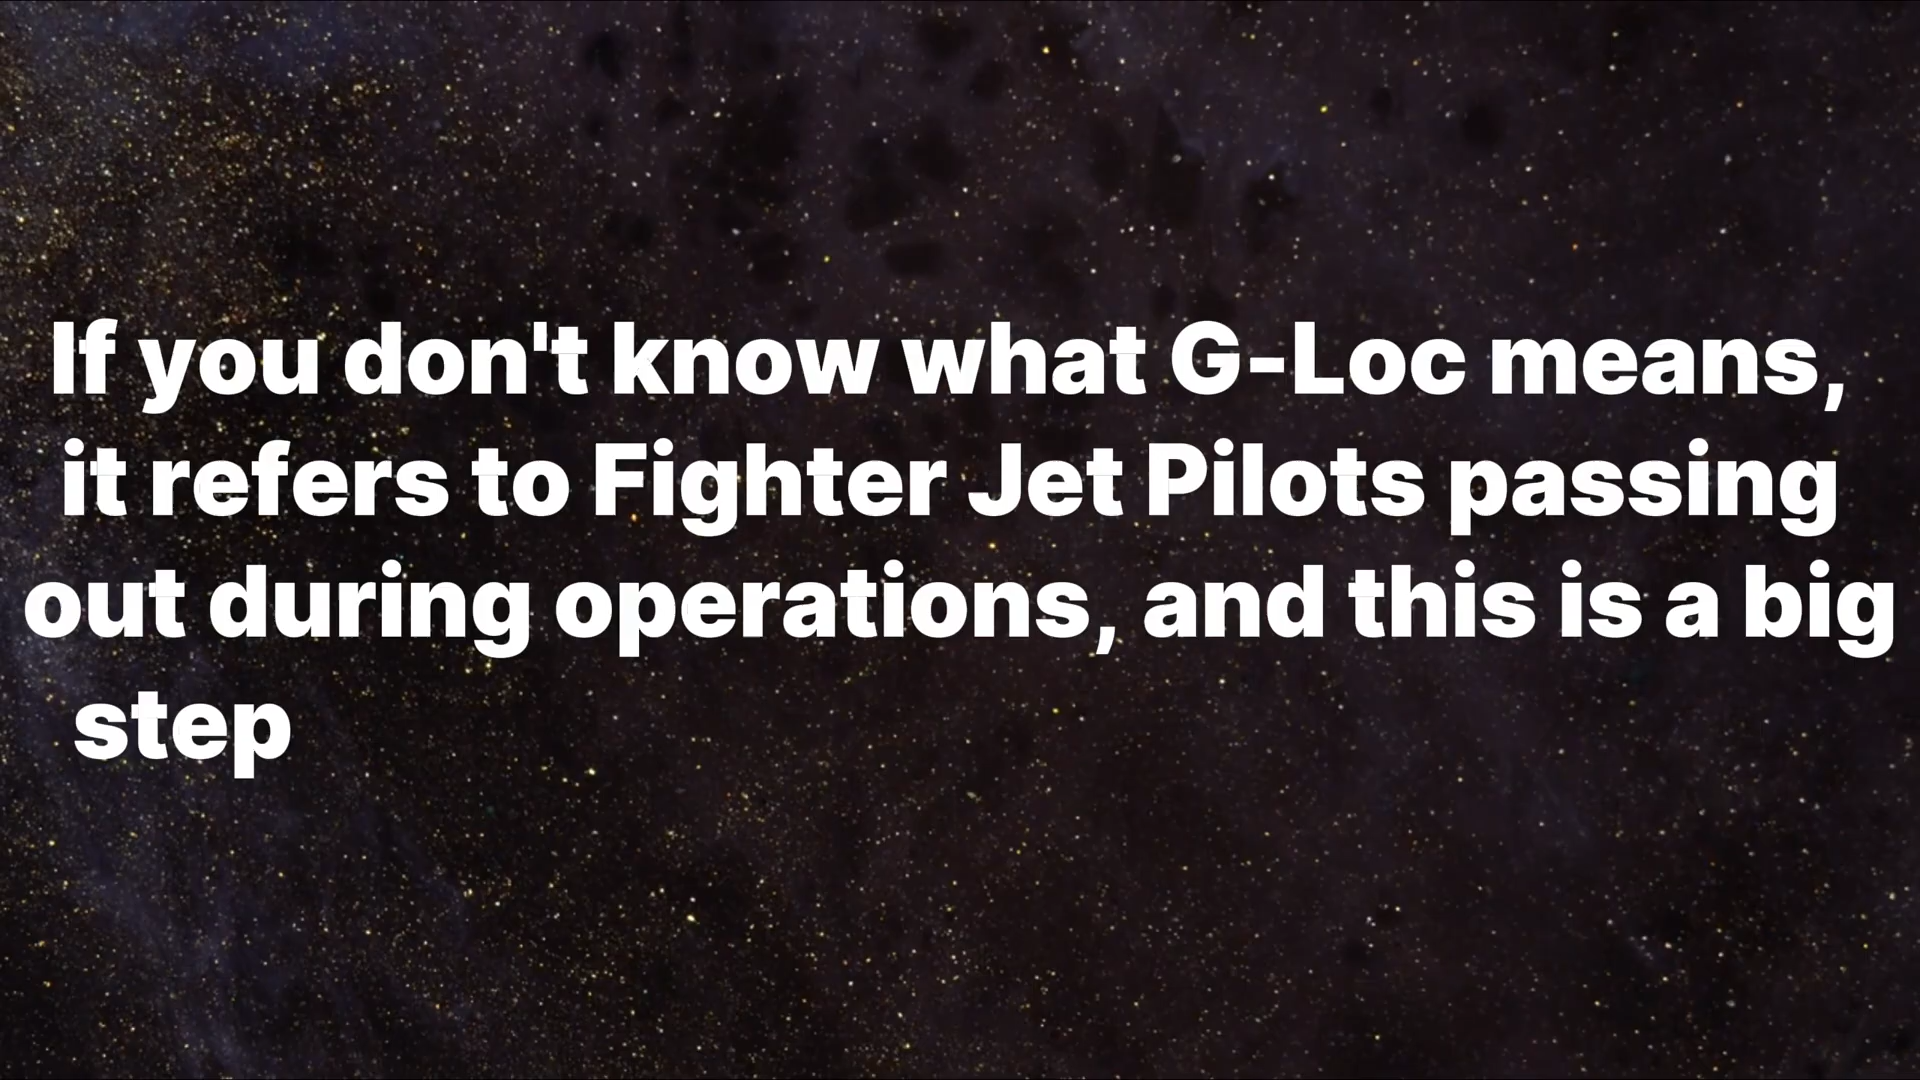 If you don't know what G-Loc means,
it refers to Fighter Jet Pilots passing
out during operations, and this is a big
step